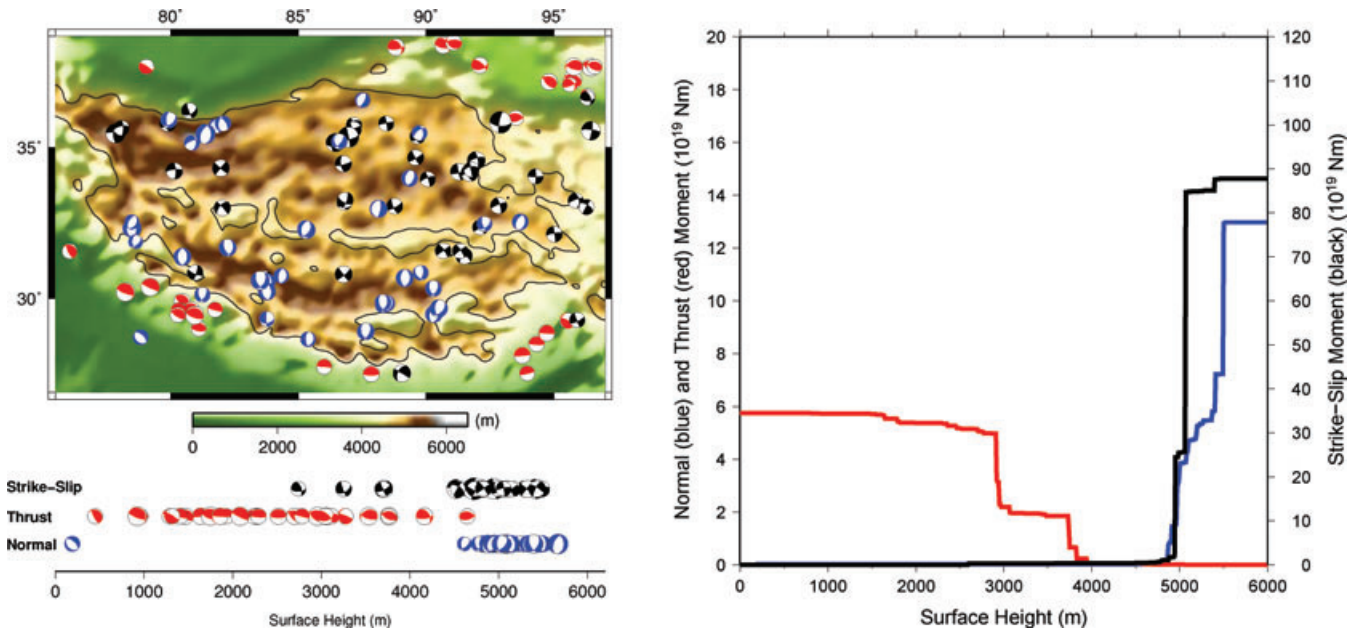 80˚ 85˚ 90˚ 95˚
35˚
30˚
(m)
0 2000 4000 6000
Strike–Slip
Thrust
Normal
0 1000 2000 3000 4000 5000 6000
Surface Height (m)
Normal (blue) and Thrust (red) Moment (10¹⁹ Nm)
20
18
16
14
12
10
8
6
4
2
0
0 1000 2000 3000 4000 5000 6000
Surface Height (m)
120
110
100
90
80
70
60
50
40
30
20
10
0
Strike–Slip Moment (black) (10¹⁹ Nm)